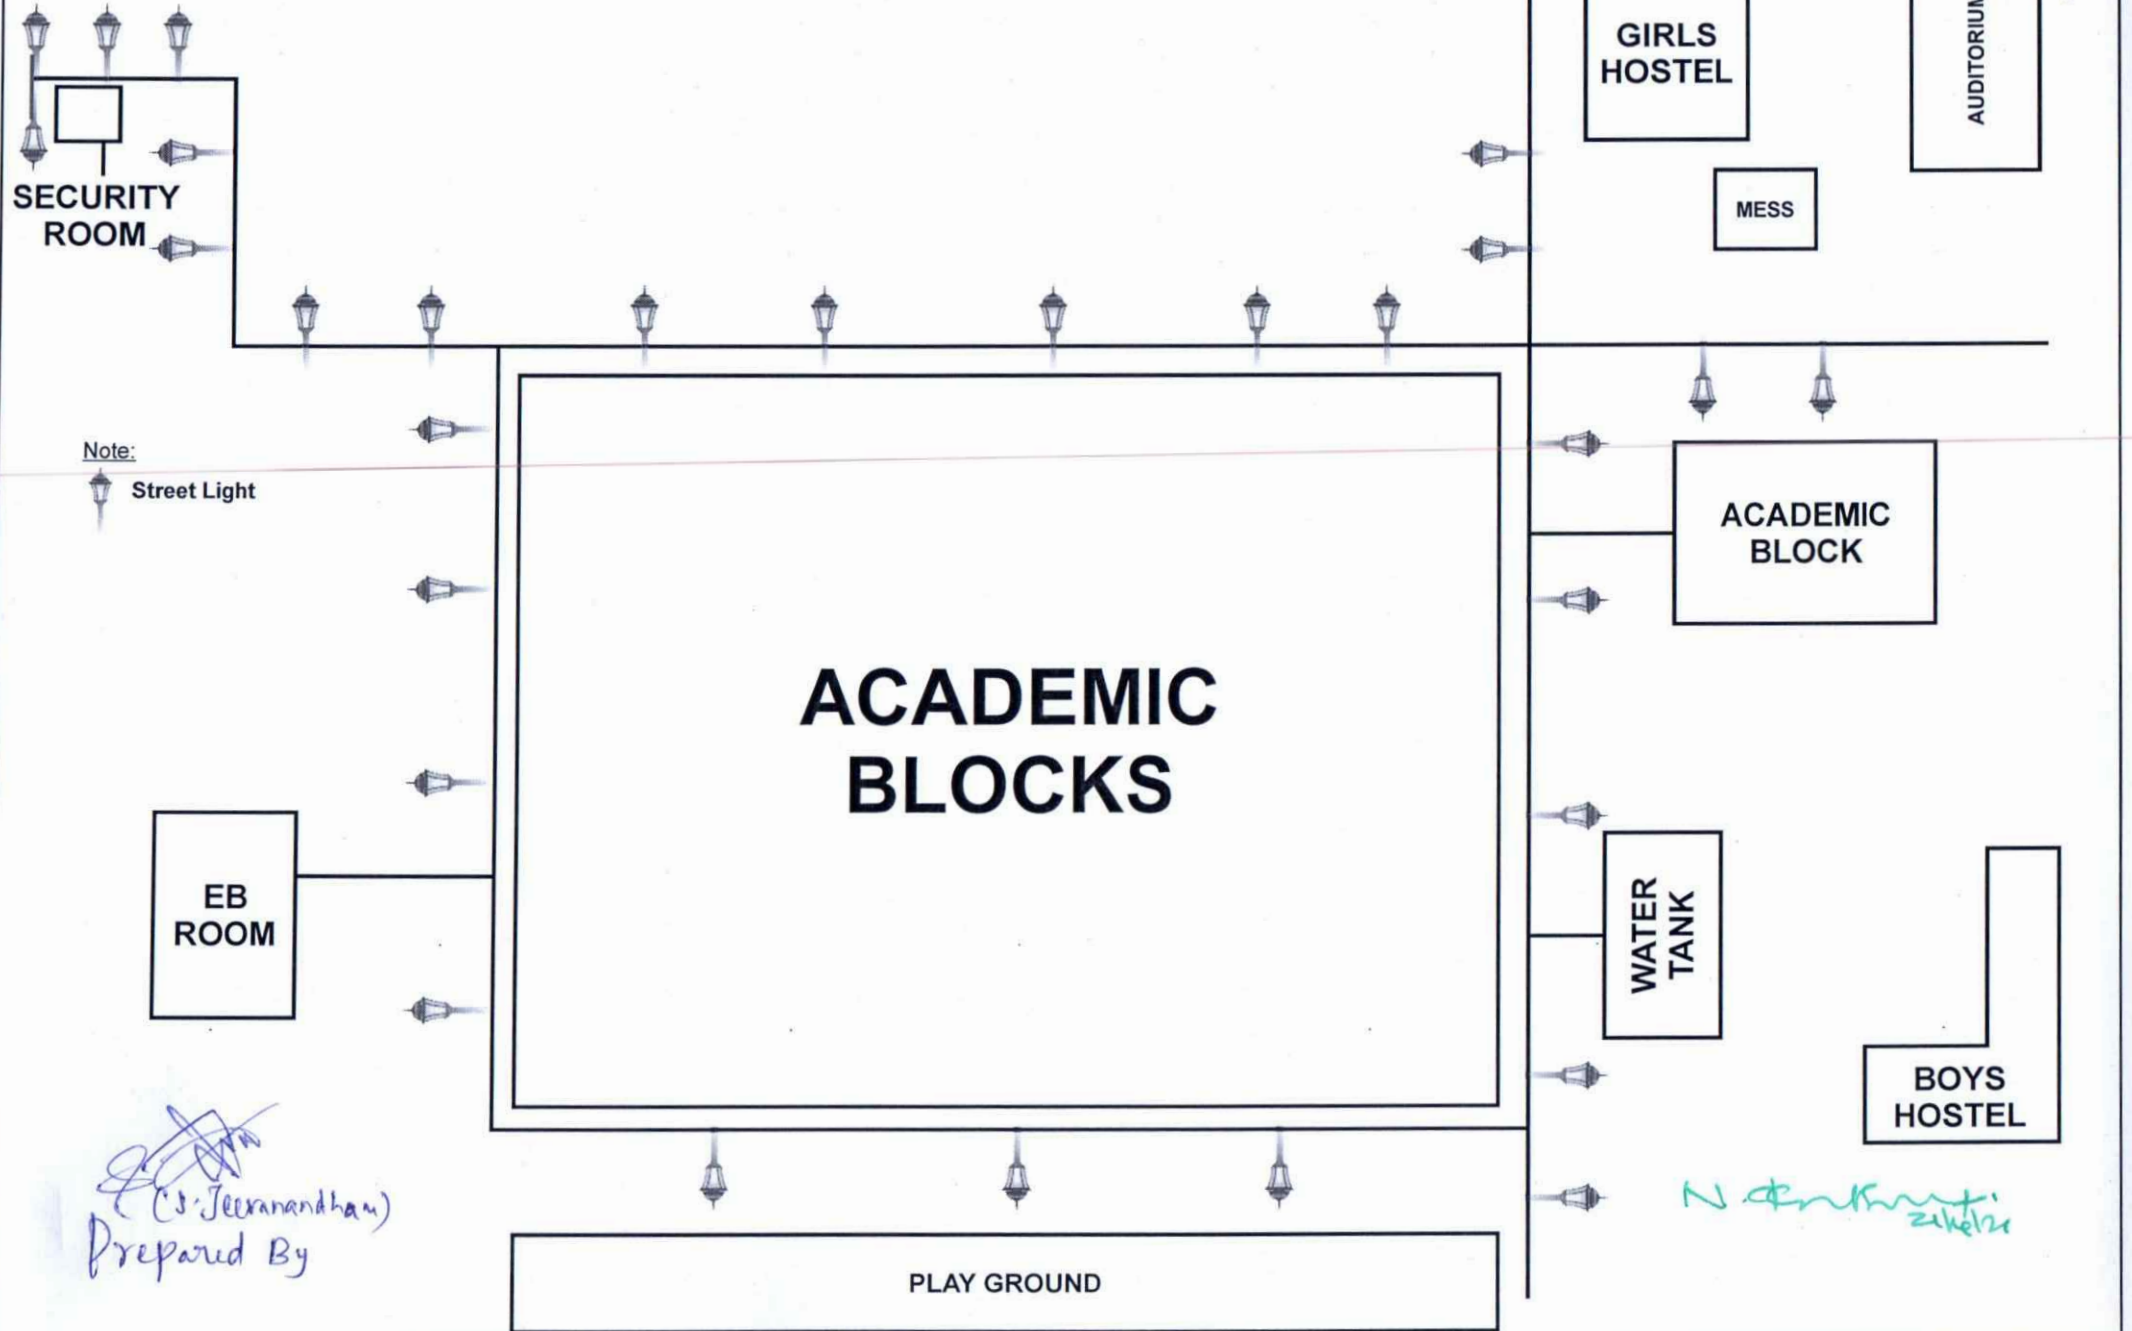 GIRLS
HOSTEL
AUDITORIUM
MESS
SECURITY
ROOM
Note:
Street Light
ACADEMIC
BLOCK
ACADEMIC
BLOCKS
EB
ROOM
WATER
TANK
BOYS
HOSTEL
(S. Jeevanandham)
Prepared By
PLAY GROUND